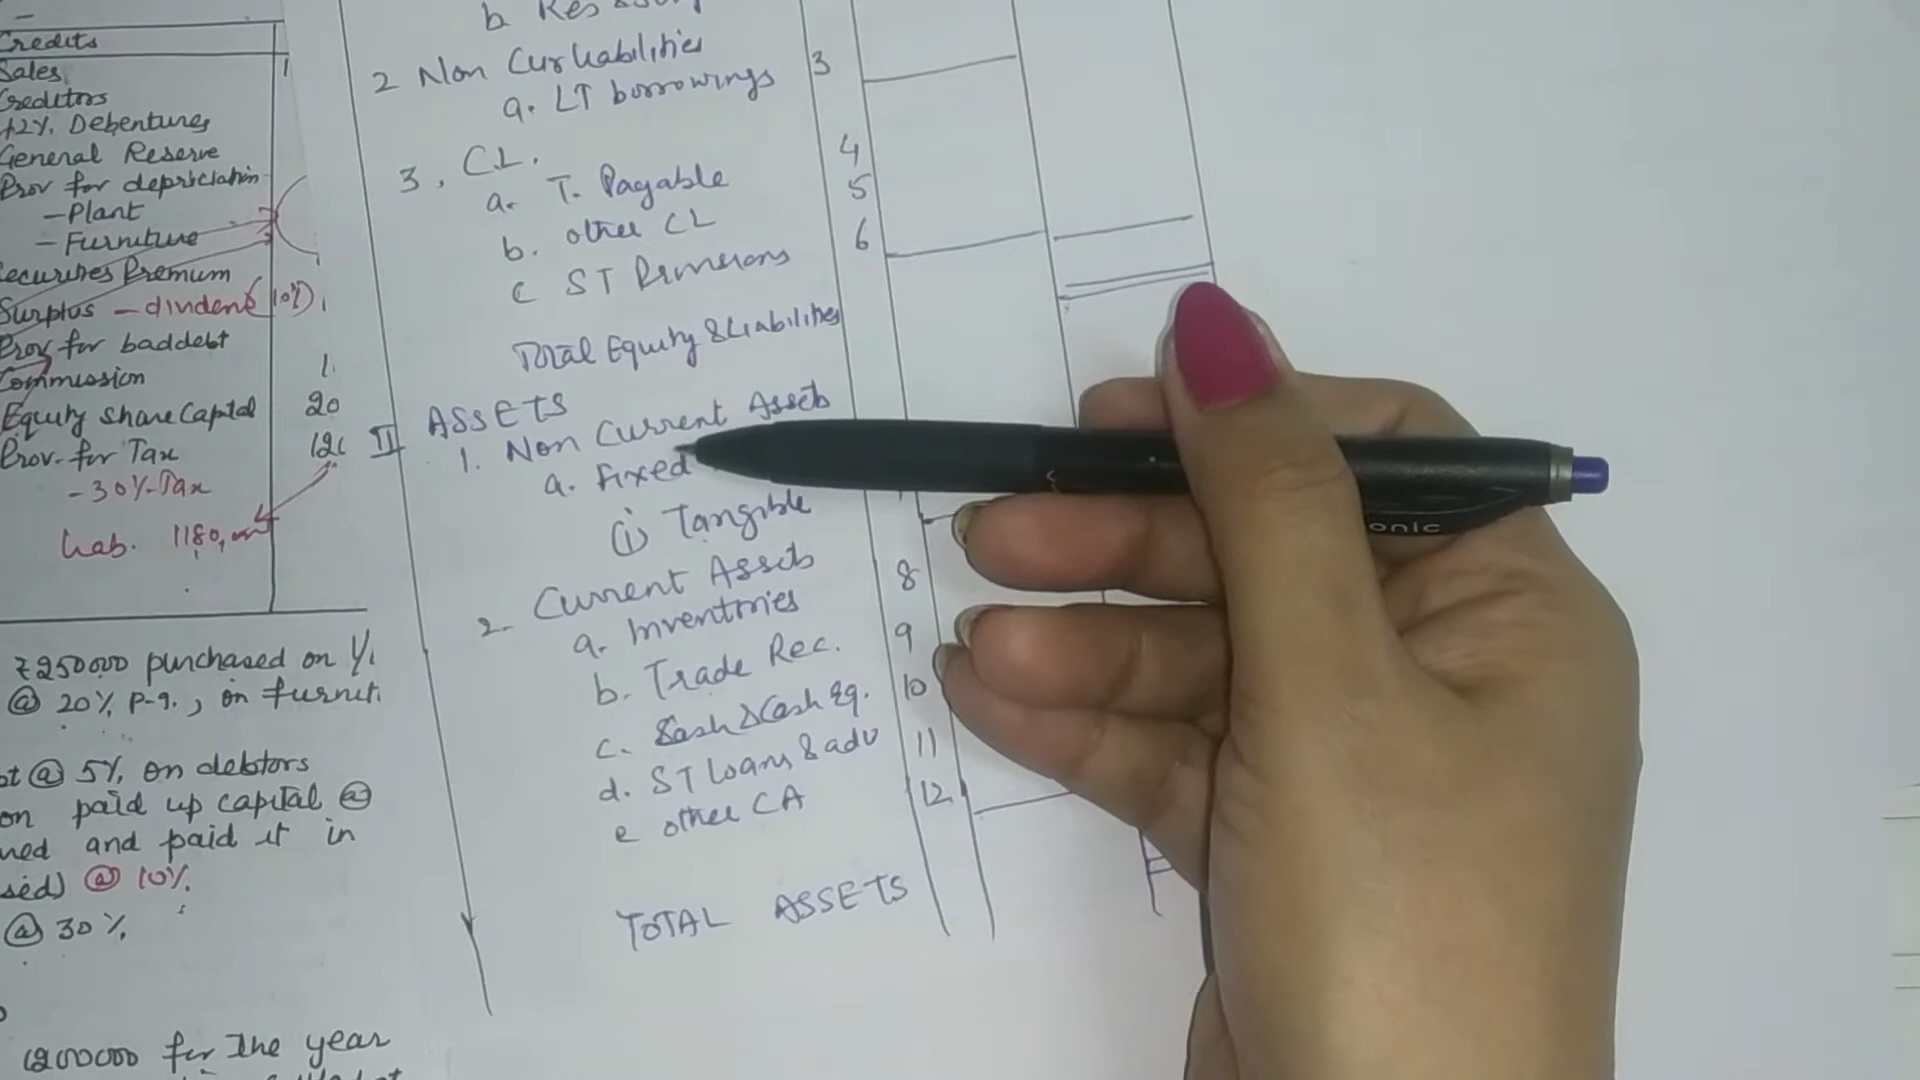 Credits
Sales
Creditors
12%. Debentures
General Reserve
Prov for depriciation
- Plant
- Furniture
Securities Premium
Surplus - dividend (10%)
Prov for baddebt
Commission
Equity Share Capital 20
Prov. for Tax 120
- 30% Tax
Liab. 1180,000
₹250000 purchased on 1/
@ 20% p.a., on furnit
@ 5% on debtors
on paid up capital @
and paid it in
@ 10%.
@ 30%.
for the year
b
2 Non Cur liabilities
a. LT borrowings 3
3, CL.
a. T. Payable 4
b. other CL 5
c ST Provisions 6
Total Equity & Liabilities
II ASSETS
1. Non Current Assets
a. Fixed
(i) Tangible
2- Current Assets
a. Inventories 8
b. Trade Rec. 9
c. Cash & Cash Eq. 10
d. ST Loans & adv 11
e other CA 12
TOTAL ASSETS
onic